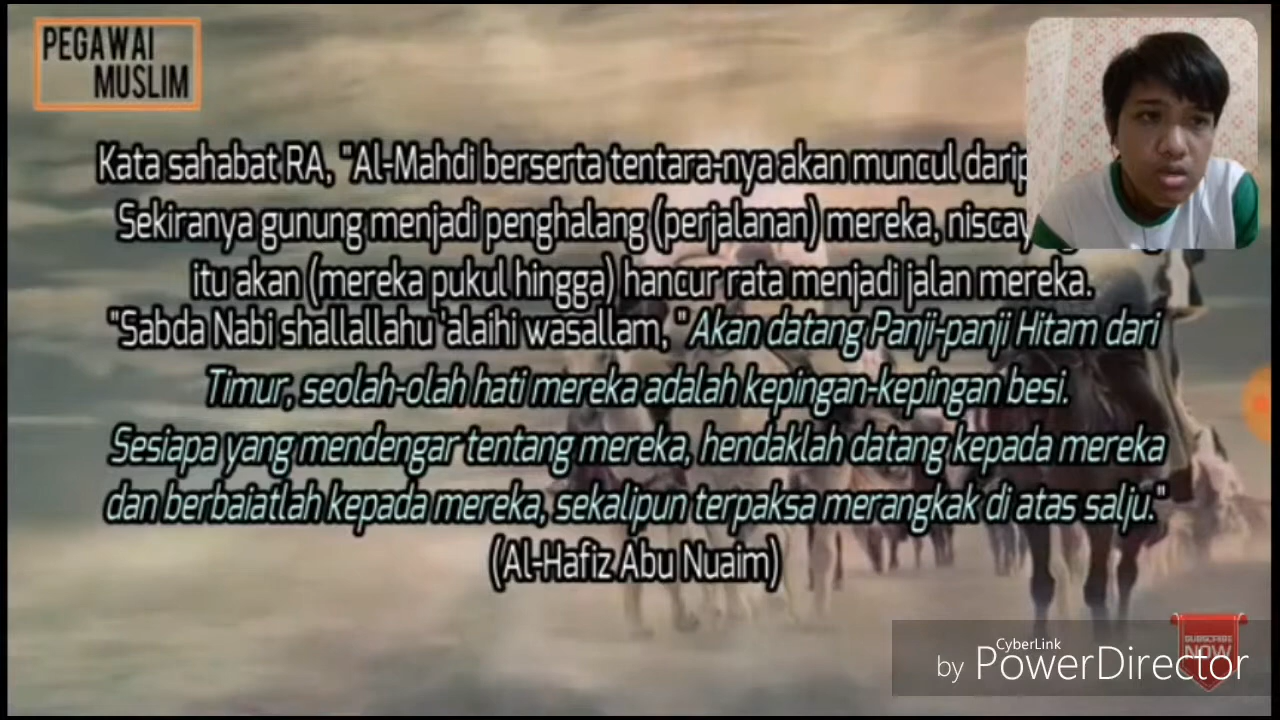 PEGAWAI
MUSLIM
Kata sahabat RA, "Al-Mahdi berserta tentara-nya akan muncul
Sekiranya gunung menjadi penghalang (perjalanan) mereka,
itu akan (mereka pukul hingga) hancur rata menjadi jalan mereka.
"Sabda Nabi shallallahu 'alaihi wasallam, "Akan datang Panji-panji Hitam dari
Timur, seolah-olah hati mereka adalah kepingan-kepingan besi.
Sesiapa yang mendengar tentang mereka, hendaklah datang kepada mereka
dan berbaiatlah kepada mereka, sekalipun terpaksa merangkak di atas salju."
(Al-Hafiz Abu Nuaim)
SUBSCRIBE
NOW
CyberLink
by PowerDirector